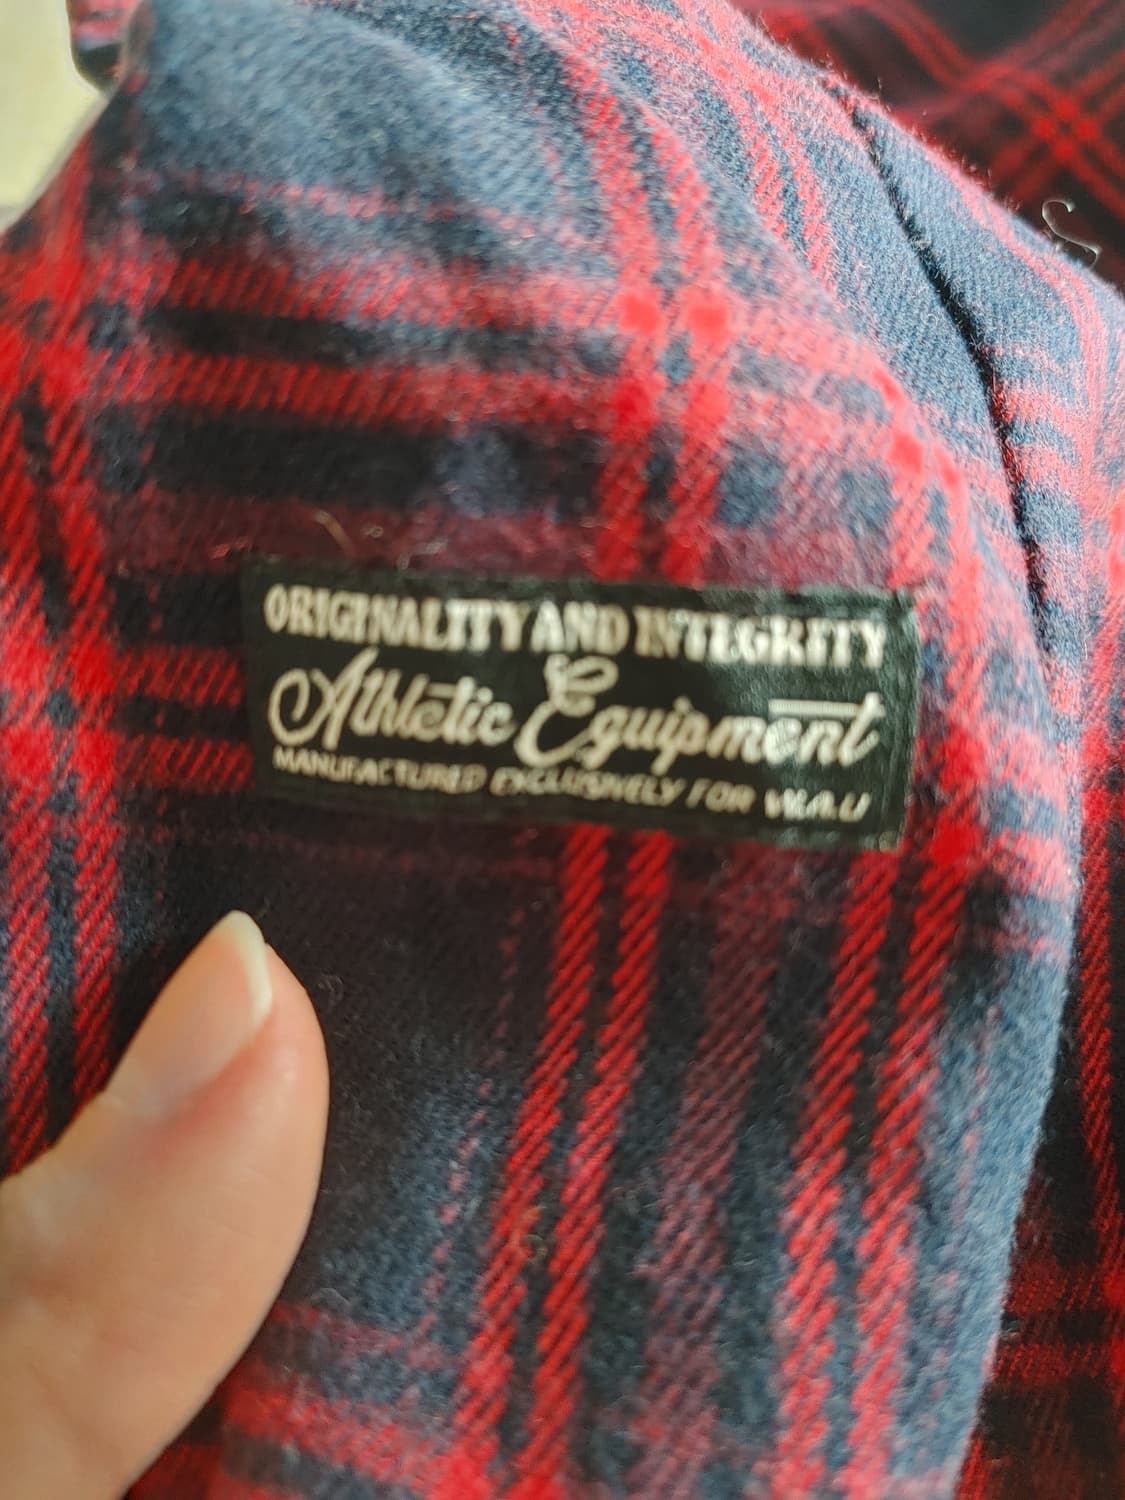 ORIGINALITY AND INTEGRITY
Athletic Equipment
MANUFACTURED EXCLUSIVELY FOR